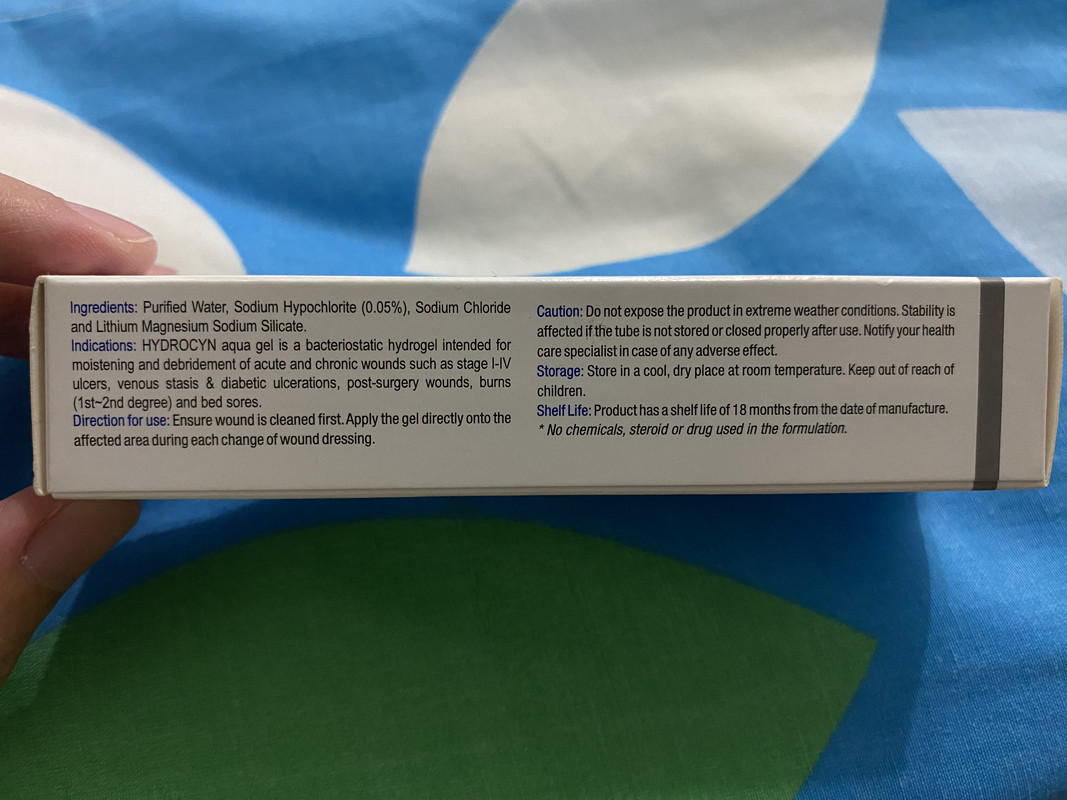 Ingredients: Purified Water, Sodium Hypochlorite (0.05%), Sodium Chloride
and Lithium Magnesium Sodium Silicate.
Indications: HYDROCYN aqua gel is a bacteriostatic hydrogel intended for
moistening and debridement of acute and chronic wounds such as stage I-IV
ulcers, venous stasis & diabetic ulcerations, post-surgery wounds, burns
(1st~2nd degree) and bed sores.
Direction for use: Ensure wound is cleaned first. Apply the gel directly onto the
affected area during each change of wound dressing.
Caution: Do not expose the product in extreme weather conditions. Stability is
affected if the tube is not stored or closed properly after use. Notify your health
care specialist in case of any adverse effect.
Storage: Store in a cool, dry place at room temperature. Keep out of reach of
children.
Shelf Life: Product has a shelf life of 18 months from the date of manufacture.
* No chemicals, steroid or drug used in the formulation.